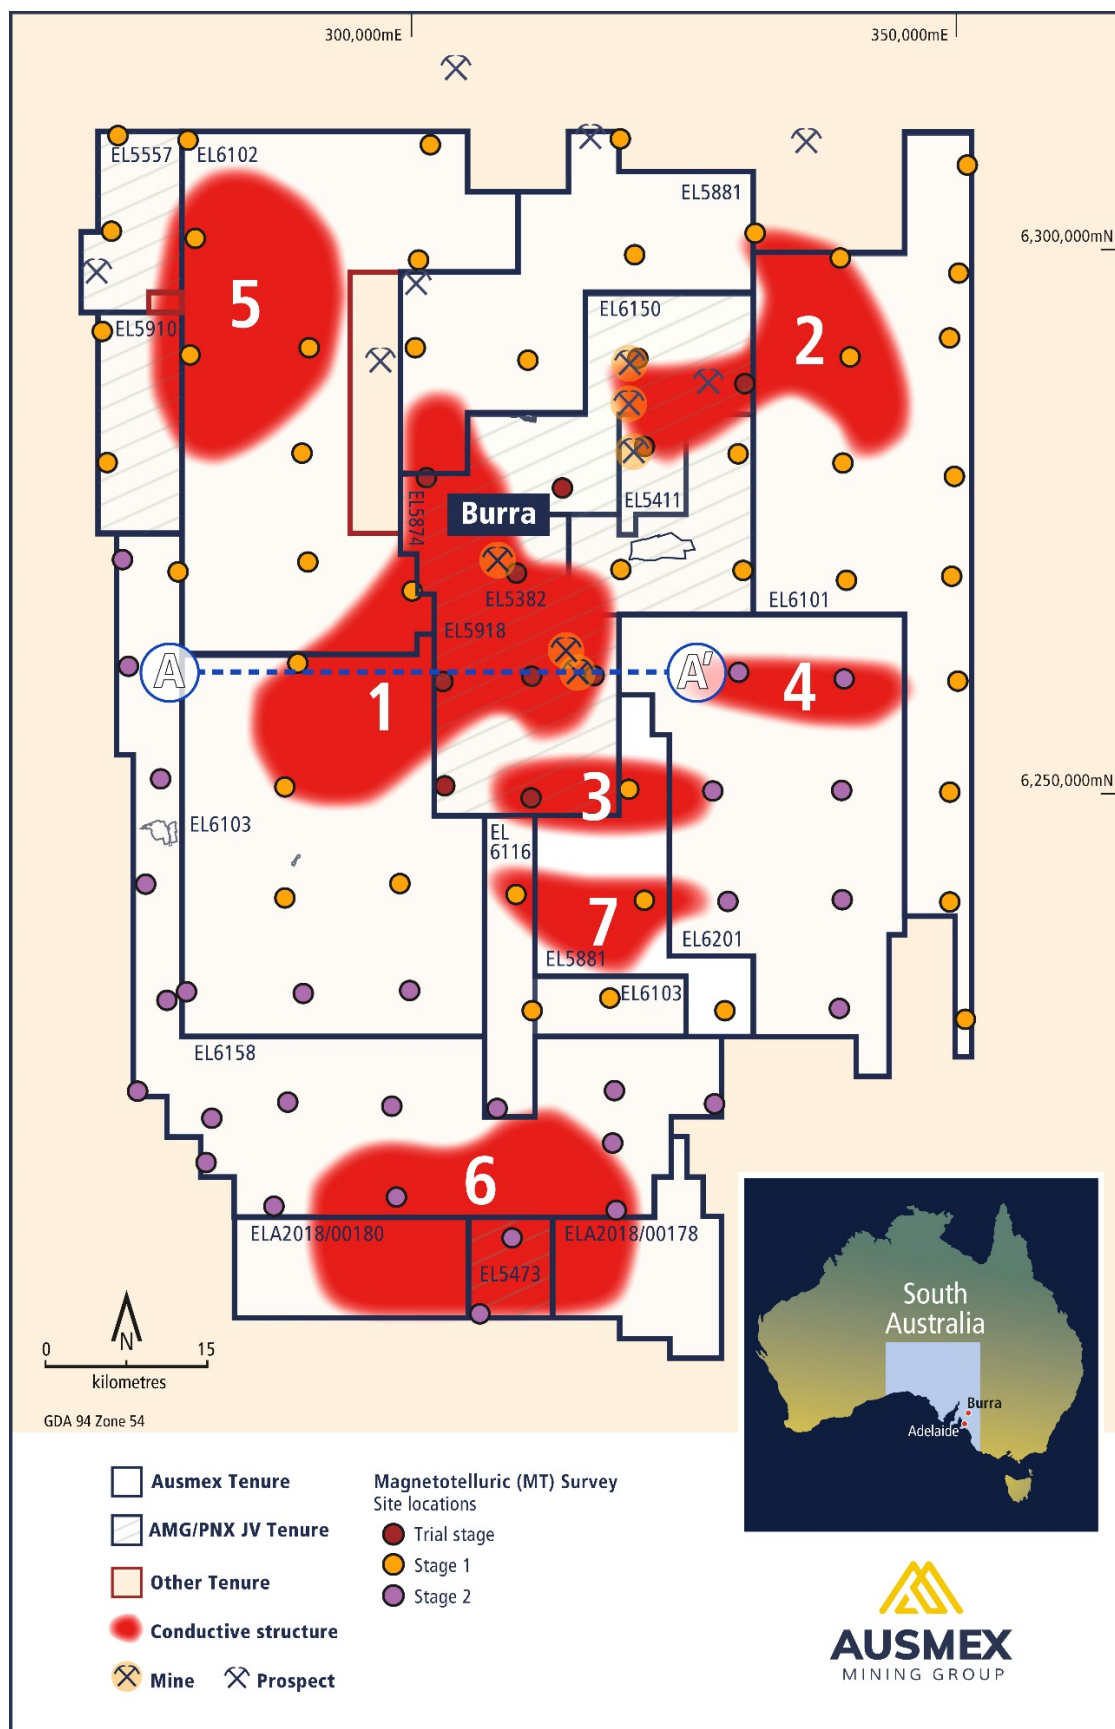 300,000mE
350,000mE
EL5557
EL6102
EL5881
6,300,000mN
5
EL6150
EL5910
2
EL5874
Burra
EL5411
EL5382
EL6101
EL5918
A
A'
1
4
6,250,000mN
3
EL6103
EL
6116
7
EL6201
EL5881
EL6103
EL6158
6
ELA2018/00180
ELA2018/00178
EL5473
N
0
15
kilometres
GDA 94 Zone 54
South
Australia
Burra
Adelaide
Ausmex Tenure
AMG/PNX JV Tenure
Other Tenure
Conductive structure
Mine
Prospect
Magnetotelluric (MT) Survey
Site locations
Trial stage
Stage 1
Stage 2
AUSMEX
MINING GROUP